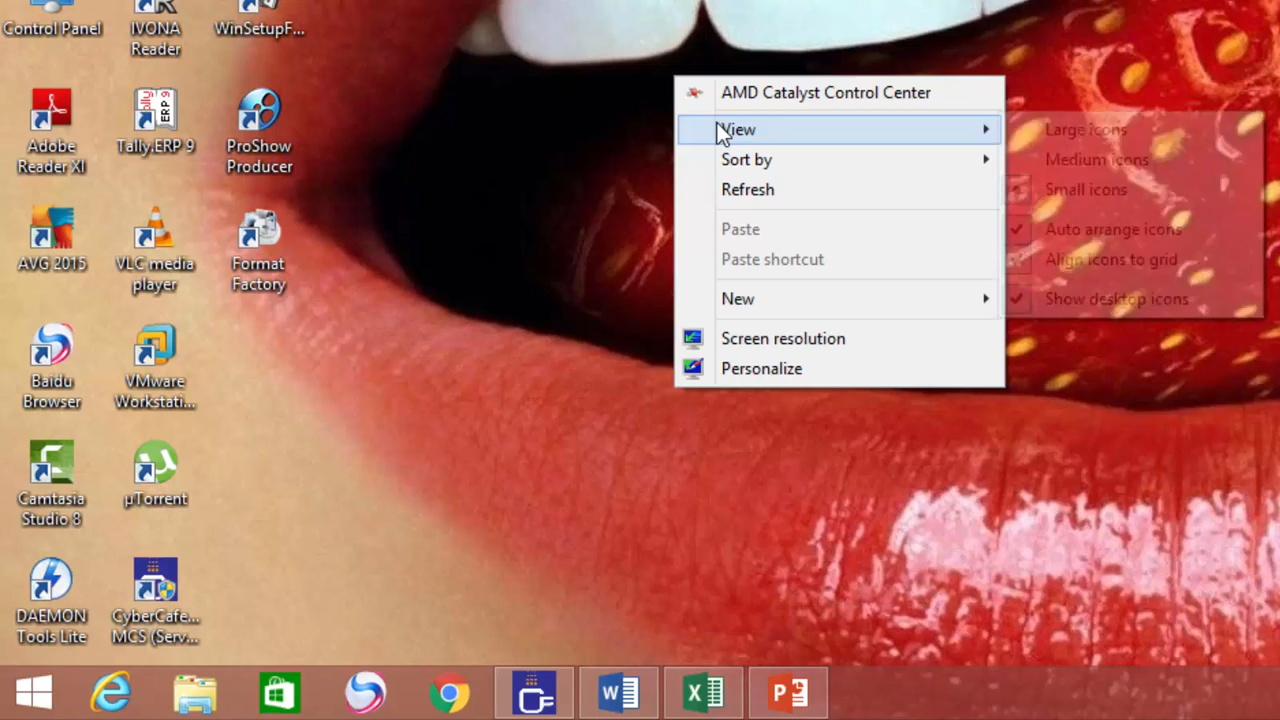 Control Panel
IVONA
Reader
WinSetupF...
Adobe
Reader XI
Tally.ERP 9
ProShow
Producer
AVG 2015
VLC media
player
Format
Factory
Baidu
Browser
VMware
Workstati...
Camtasia
Studio 8
µTorrent
DAEMON
Tools Lite
CyberCafe...
MCS (Serv...
AMD Catalyst Control Center
View
Sort by
Refresh
Paste
Paste shortcut
New
Screen resolution
Personalize
Large icons
Medium icons
Small icons
Auto arrange icons
Align icons to grid
Show desktop icons